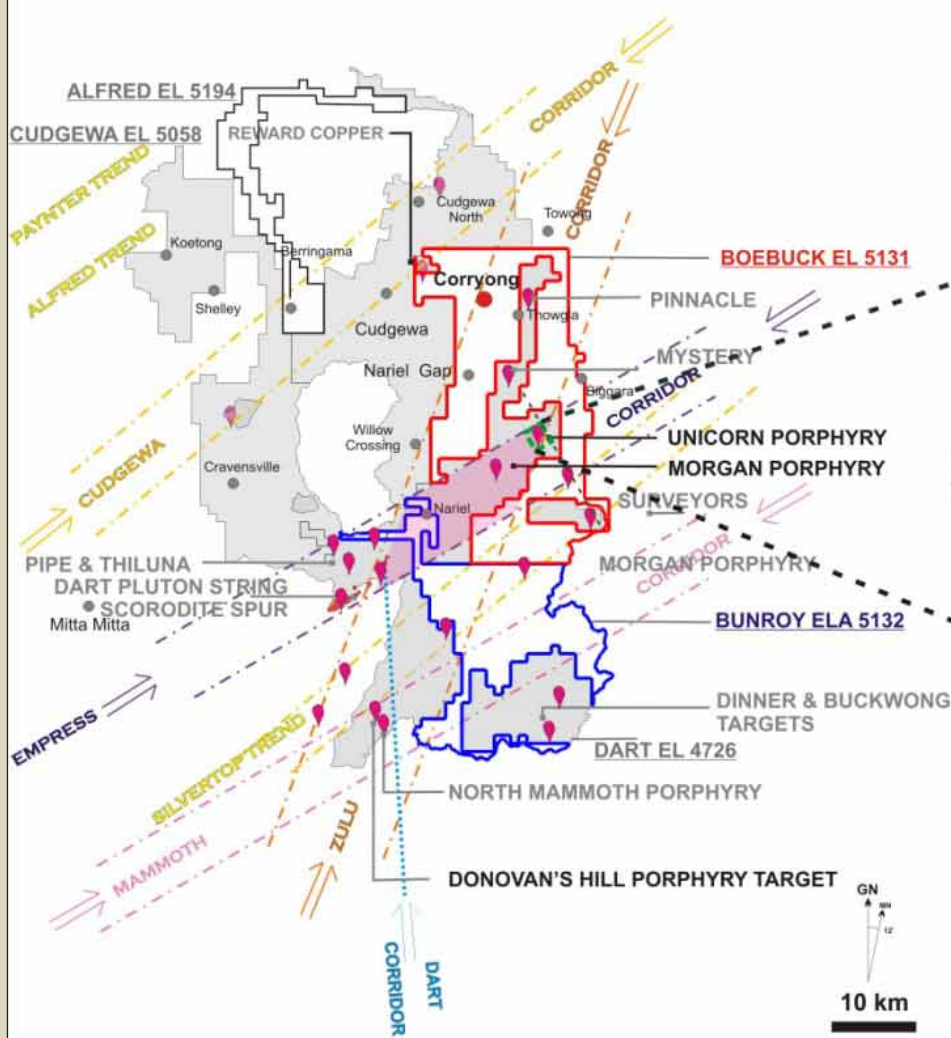 CORRIDOR
ALFRED EL 5194
CORRIDOR
CUDGEWA EL 5058
REWARD COPPER
PAYNTER TREND
Cudgewa
North
Towong
Koetong
Berringama
ALFRED TREND
BOEBUCK EL 5131
Corryong
Shelley
PINNACLE
Thowgla
Cudgewa
MYSTERY
Nariel Gap
Biggara
CORRIDOR
Willow
Crossing
UNICORN PORPHYRY
CUDGEWA
Cravensville
MORGAN PORPHYRY
SURVEYORS
Nariel
PIPE & THILUNA
MORGAN PORPHYRY
CORRIDOR
DART PLUTON STRING
SCORODITE SPUR
Mitta Mitta
BUNROY ELA 5132
EMPRESS
DINNER & BUCKWONG
TARGETS
SILVERTOP TREND
DART EL 4726
NORTH MAMMOTH PORPHYRY
ZULU
MAMMOTH
DONOVAN'S HILL PORPHYRY TARGET
GN
MN
12'
DART
CORRIDOR
10 km